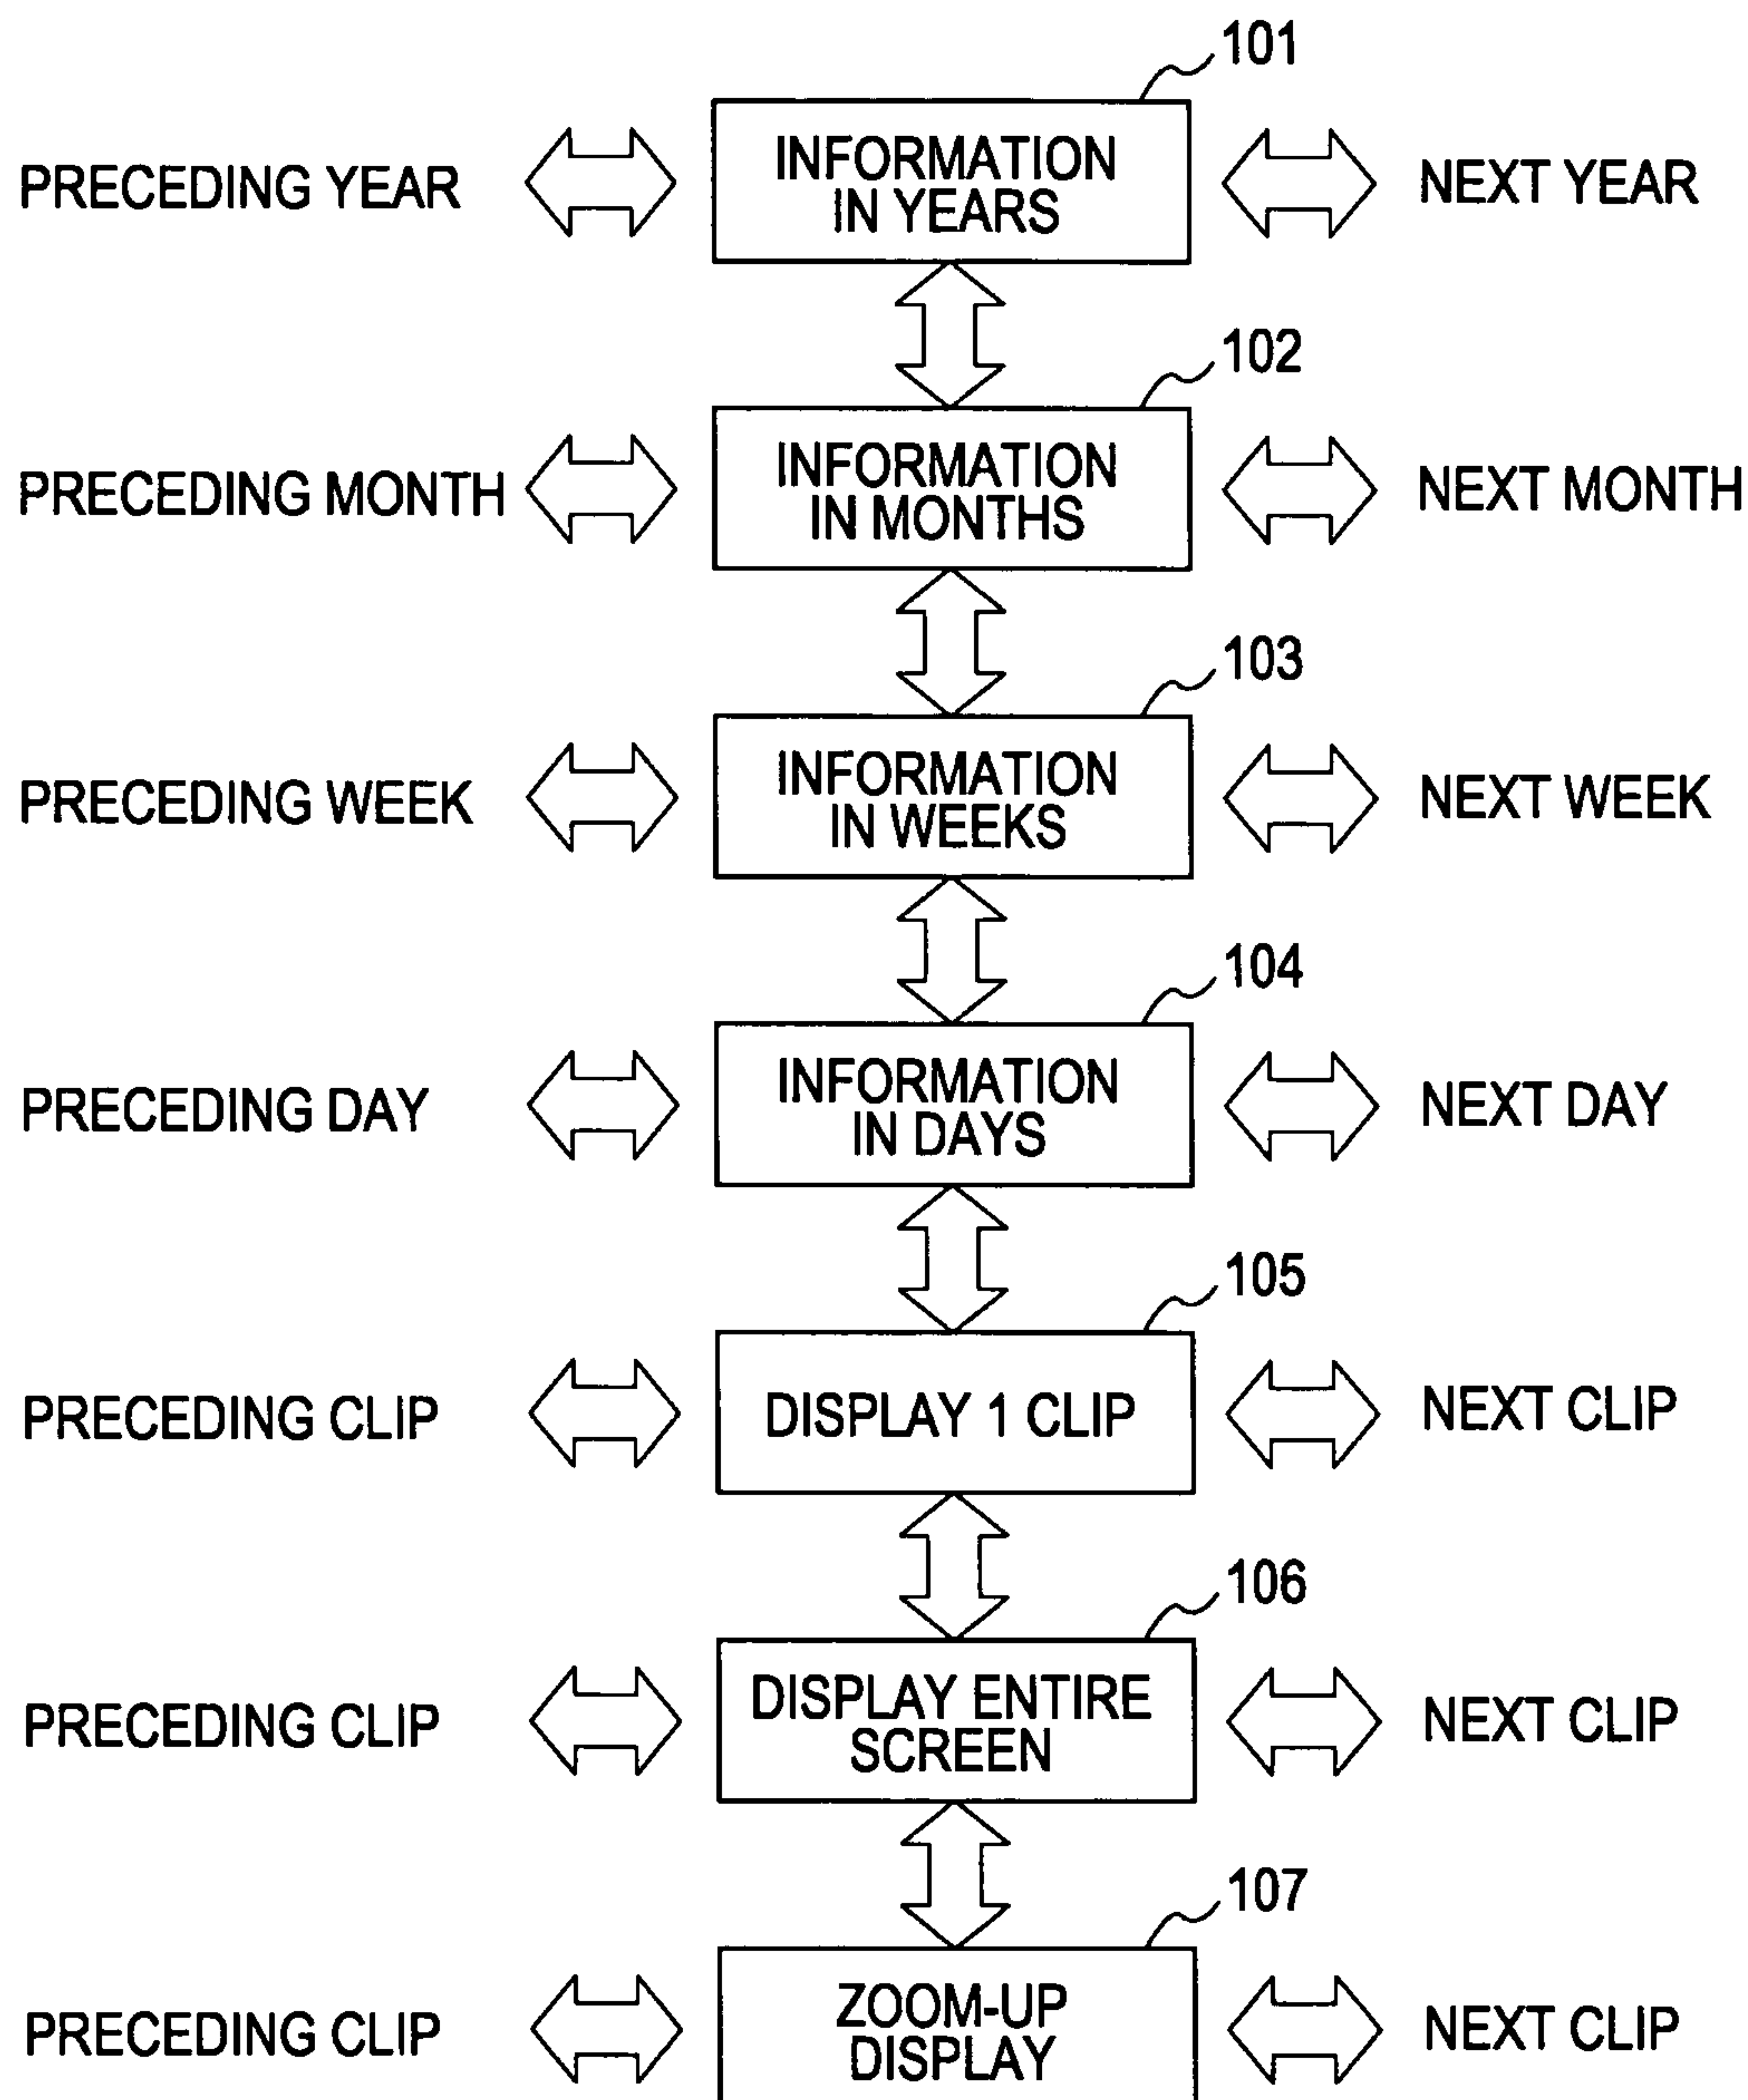 101
PRECEDING YEAR
INFORMATION
IN YEARS
NEXT YEAR
102
PRECEDING MONTH
INFORMATION
IN MONTHS
NEXT MONTH
103
PRECEDING WEEK
INFORMATION
IN WEEKS
NEXT WEEK
104
PRECEDING DAY
INFORMATION
IN DAYS
NEXT DAY
105
PRECEDING CLIP
DISPLAY 1 CLIP
NEXT CLIP
106
PRECEDING CLIP
DISPLAY ENTIRE
SCREEN
NEXT CLIP
107
PRECEDING CLIP
ZOOM-UP
DISPLAY
NEXT CLIP